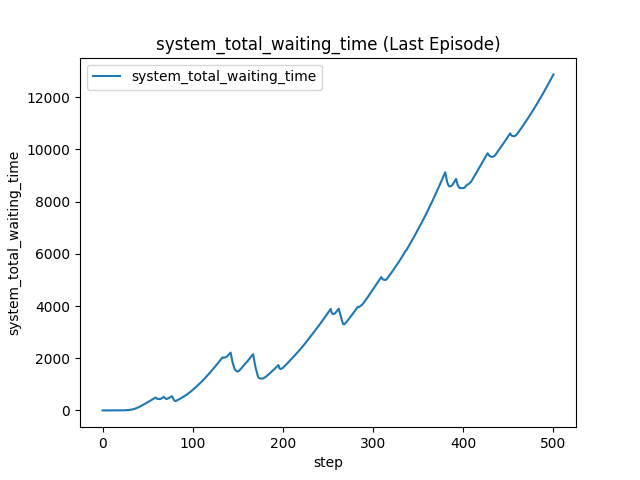 system_total_waiting_time (Last Episode)
system_total_waiting_time
system_total_waiting_time
12000
10000
8000
6000
4000
2000
0
0 100 200 300 400 500
step